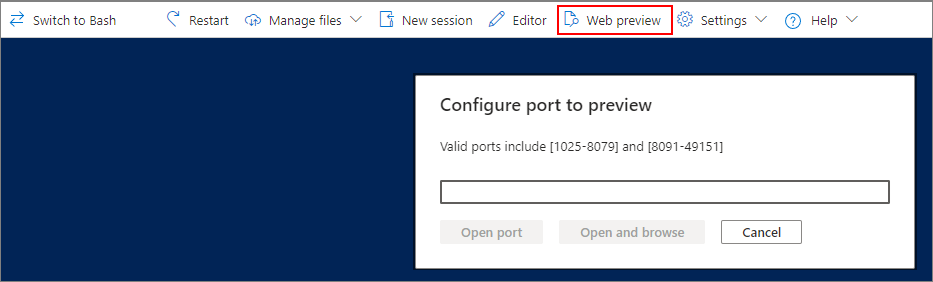 Switch to Bash Restart Manage files New session Editor Web preview Settings Help
Configure port to preview
Valid ports include [1025-8079] and [8091-49151]
Open port Open and browse Cancel